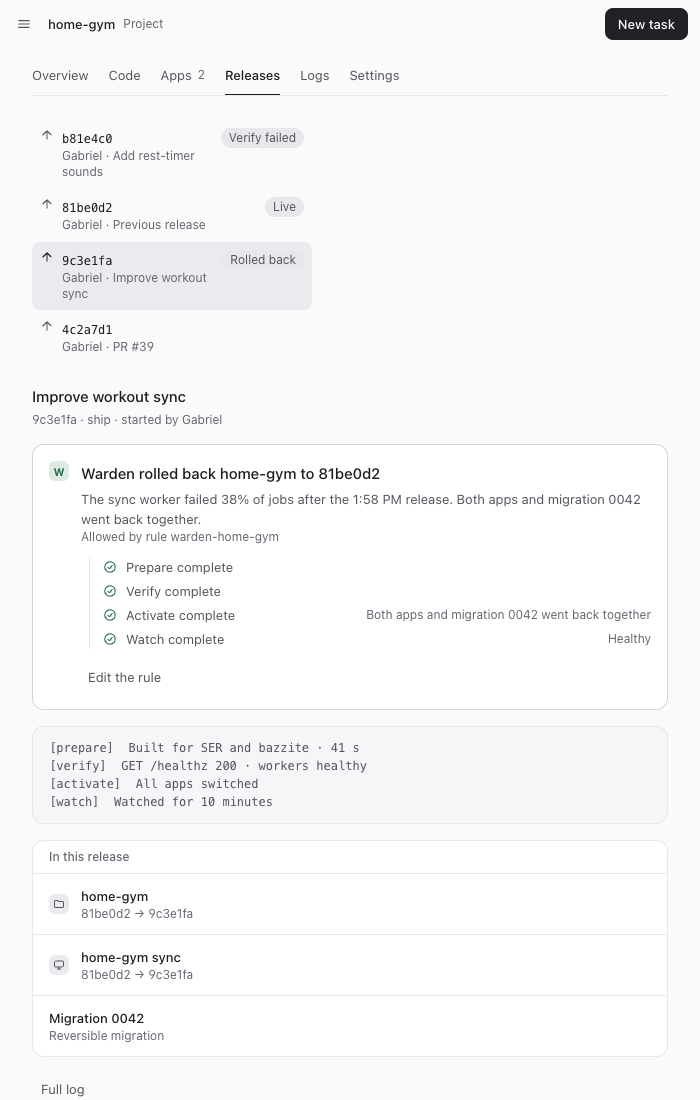 home-gym Project
New task
Overview Code Apps 2 Releases Logs Settings
b81e4c0 Verify failed
Gabriel · Add rest-timer
sounds
81be0d2 Live
Gabriel · Previous release
9c3e1fa Rolled back
Gabriel · Improve workout
sync
4c2a7d1
Gabriel · PR #39
Improve workout sync
9c3e1fa · ship · started by Gabriel
W Warden rolled back home-gym to 81be0d2
The sync worker failed 38% of jobs after the 1:58 PM release. Both apps and migration 0042
went back together.
Allowed by rule warden-home-gym
Prepare complete
Verify complete
Activate complete Both apps and migration 0042 went back together
Watch complete Healthy
Edit the rule
[prepare] Built for SER and bazzite · 41 s
[verify] GET /healthz 200 · workers healthy
[activate] All apps switched
[watch] Watched for 10 minutes
In this release
home-gym
81be0d2 → 9c3e1fa
home-gym sync
81be0d2 → 9c3e1fa
Migration 0042
Reversible migration
Full log